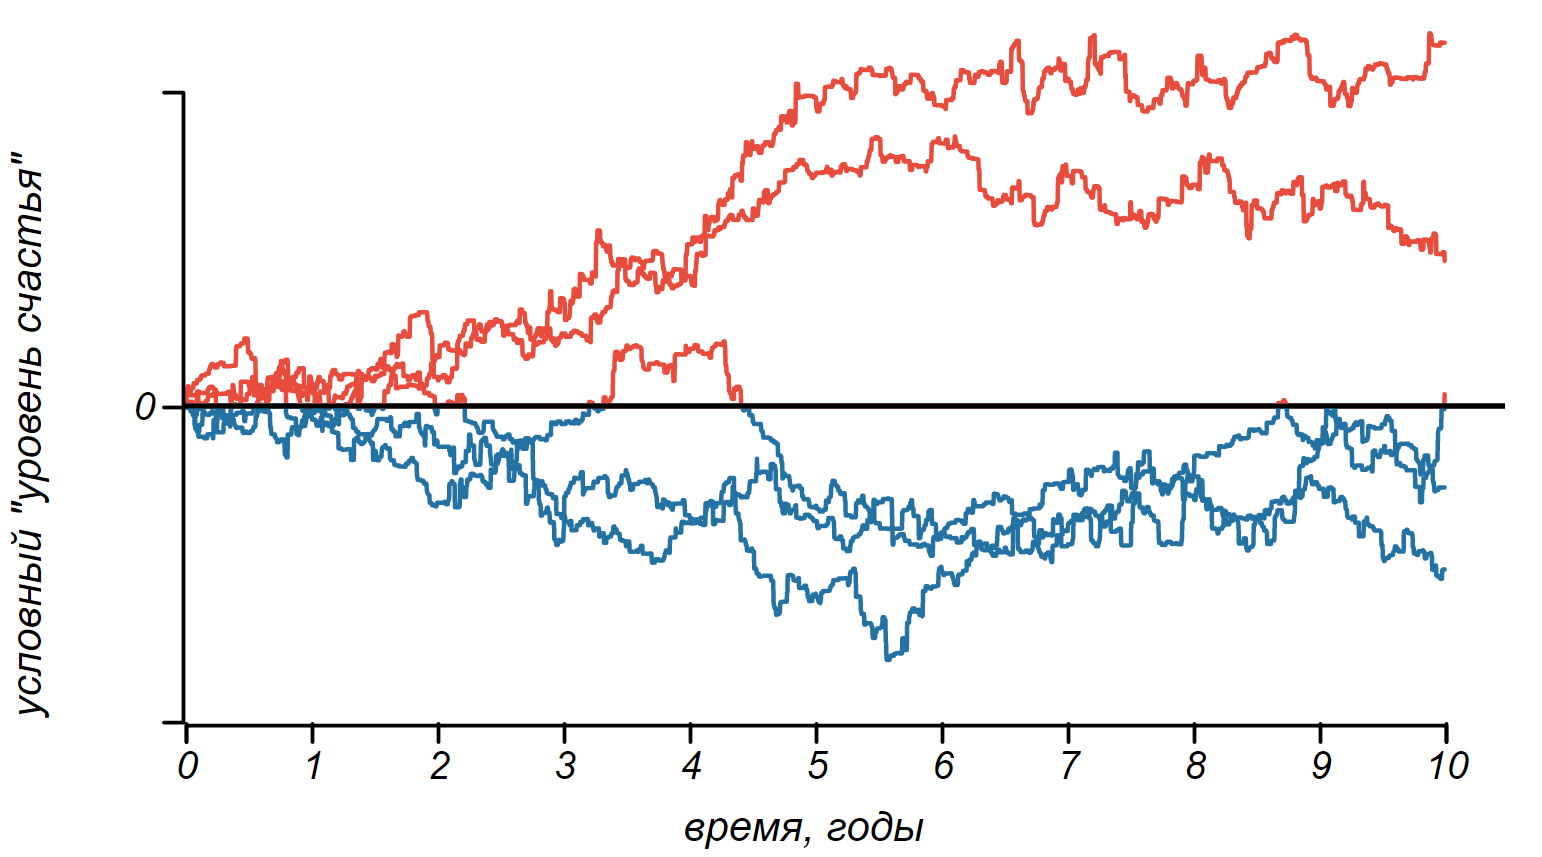 условный "уровень счастья"
0
0 1 2 3 4 5 6 7 8 9 10
время, годы